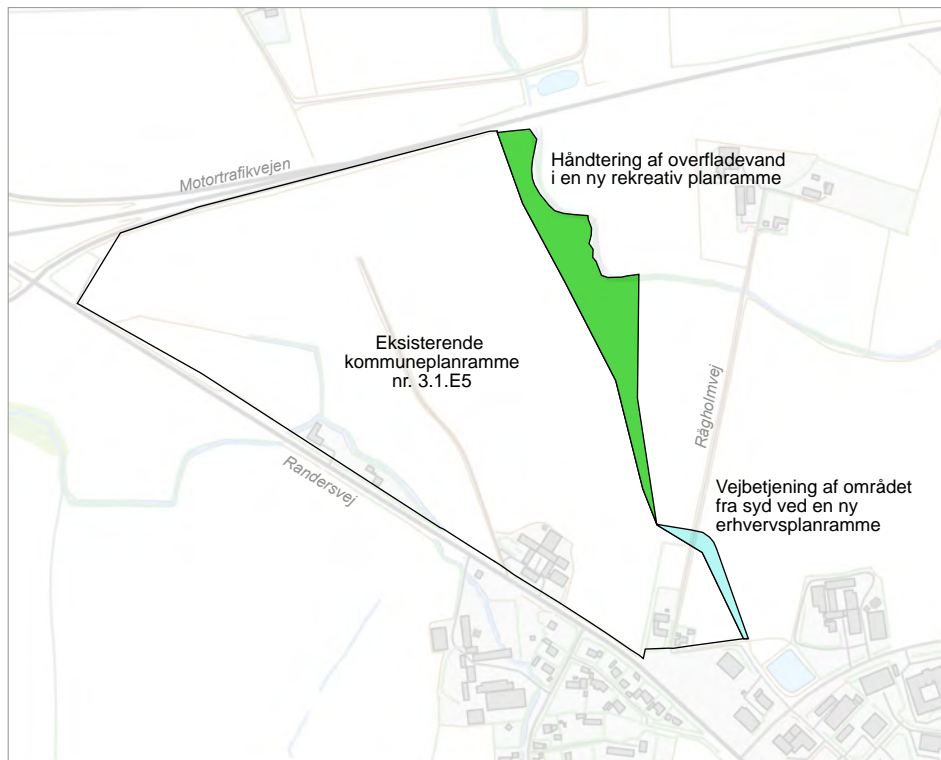 Motortrafikvejen
Håndtering af overfladevand
i en ny rekreativ planramme
Eksisterende
kommuneplanramme
nr. 3.1.E5
Rågholmvej
Randersvej
Vejbetjening af området
fra syd ved en ny
erhvervsplanramme